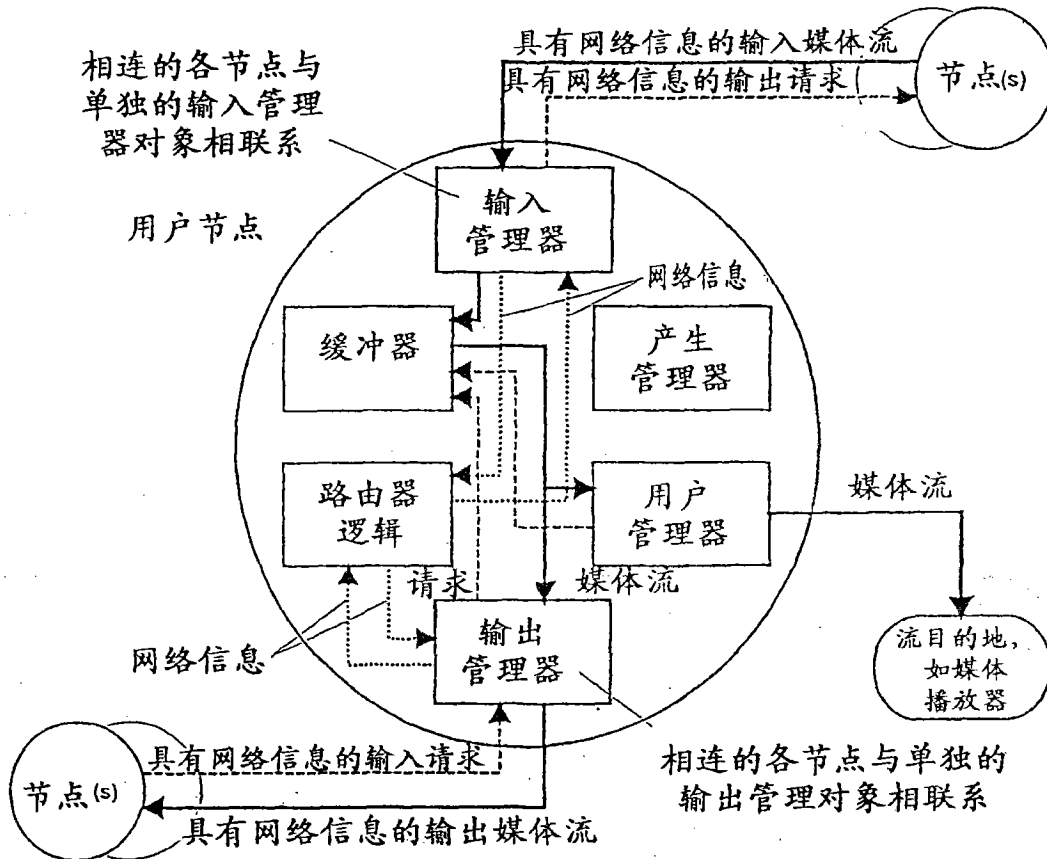 具有网络信息的输入媒体流
具有网络信息的输出请求
节点(s)
相连的各节点与
单独的输入管理
器对象相联系
用户节点
输入
管理器
网络信息
缓冲器
产生
管理器
路由器
逻辑
用户
管理器
媒体流
请求
媒体流
输出
管理器
网络信息
流目的地,
如媒体
播放器
节点(s)
具有网络信息的输入请求
具有网络信息的输出媒体流
相连的各节点与单独的
输出管理对象相联系